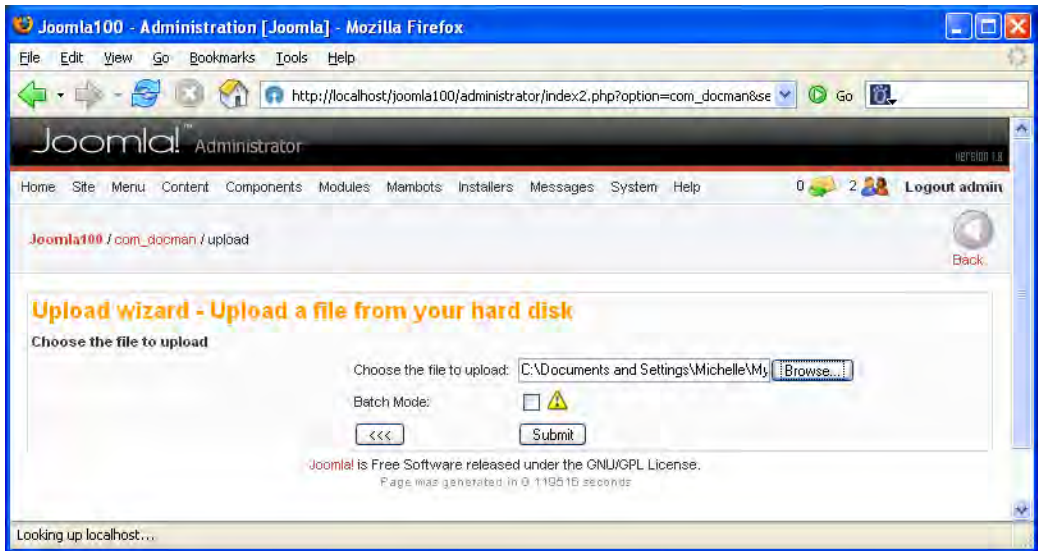 Joomla100 - Administration [Joomla] - Mozilla Firefox
File Edit View Go Bookmarks Tools Help
http://localhost/joomla100/administrator/index2.php?option=com_docman&se Go
Joomla!™ Administrator
version 1.0
Home Site Menu Content Components Modules Mambots Installers Messages System Help 0 2 Logout admin
Joomla100 / com_docman / upload
Back
Upload wizard - Upload a file from your hard disk
Choose the file to upload
Choose the file to upload: C:\Documents and Settings\Michelle\My Browse...
Batch Mode:
<<< Submit
Joomla! is Free Software released under the GNU/GPL License.
Page was generated in 0.119515 seconds
Looking up localhost...